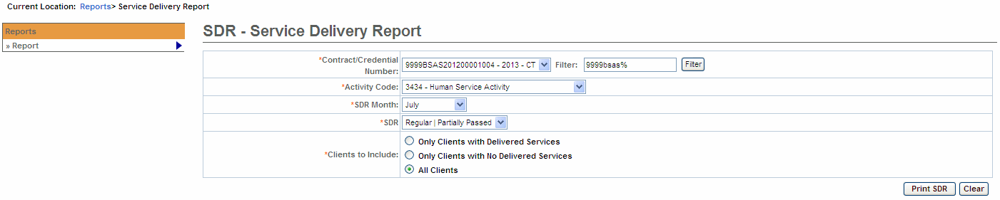 Current Location: Reports> Service Delivery Report
Reports
» Report
SDR - Service Delivery Report
*Contract/Credential Number:
9999BSAS201200001004 - 2013 - CT
Filter:
9999bsas%
Filter
*Activity Code:
3434 - Human Service Activity
*SDR Month:
July
*SDR
Regular | Partially Passed
*Clients to Include:
Only Clients with Delivered Services
Only Clients with No Delivered Services
All Clients
Print SDR
Clear